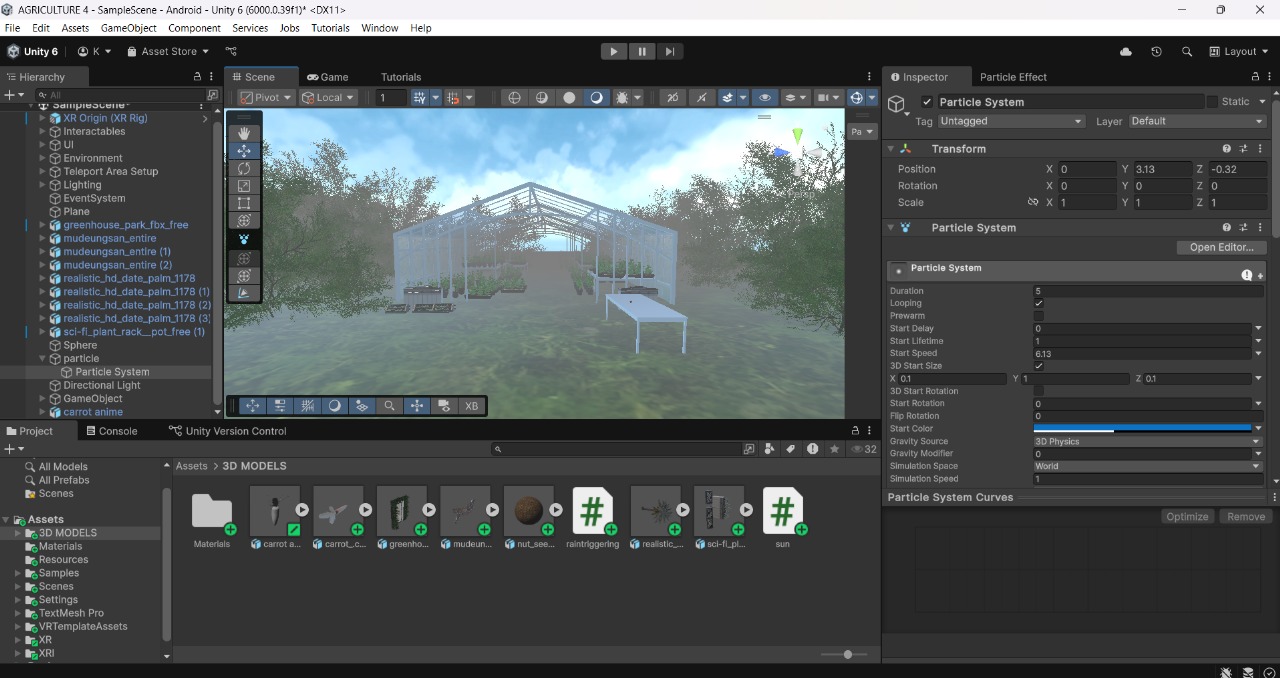 AGRICULTURE 4 - SampleScene - Android - Unity 6 (6000.0.39f1)* <DX11>
File Edit Assets GameObject Component Services Jobs Tutorials Window Help
Unity 6 K Asset Store Layout
Hierarchy
All
SampleScene*
XR Origin (XR Rig)
Interactables
UI
Environment
Teleport Area Setup
Lighting
EventSystem
Plane
greenhouse_park_fbx_free
mudeungsan_entire
mudeungsan_entire (1)
mudeungsan_entire (2)
realistic_hd_date_palm_1178
realistic_hd_date_palm_1178 (1)
realistic_hd_date_palm_1178 (2)
realistic_hd_date_palm_1178 (3)
sci-fi_plant_rack__pot_free (1)
Sphere
particle
Particle System
Directional Light
GameObject
carrot anime
Scene Game Tutorials
Pivot Local 1 2D
Pa
XB
Inspector Particle Effect
Particle System Static
Tag Untagged Layer Default
Transform
Position X 0 Y 3.13 Z -0.32
Rotation X 0 Y 0 Z 0
Scale X 1 Y 1 Z 1
Particle System
Open Editor...
Particle System
Duration 5
Looping
Prewarm
Start Delay 0
Start Lifetime 1
Start Speed 6.13
3D Start Size
X 0.1 Y 1 Z 0.1
3D Start Rotation
Start Rotation 0
Flip Rotation 0
Start Color
Gravity Source 3D Physics
Gravity Modifier 0
Simulation Space World
Simulation Speed 1
Particle System Curves
Optimize Remove
Project Console Unity Version Control
32
All Models
All Prefabs
Scenes
Assets
3D MODELS
Materials
Resources
Samples
Scenes
Settings
TextMesh Pro
VRTemplateAssets
XR
XRI
Assets > 3D MODELS
Materials carrot a... carrot_c... greenho... mudeun... nut_see... raintriggering realistic_... sci-fi_pl... sun